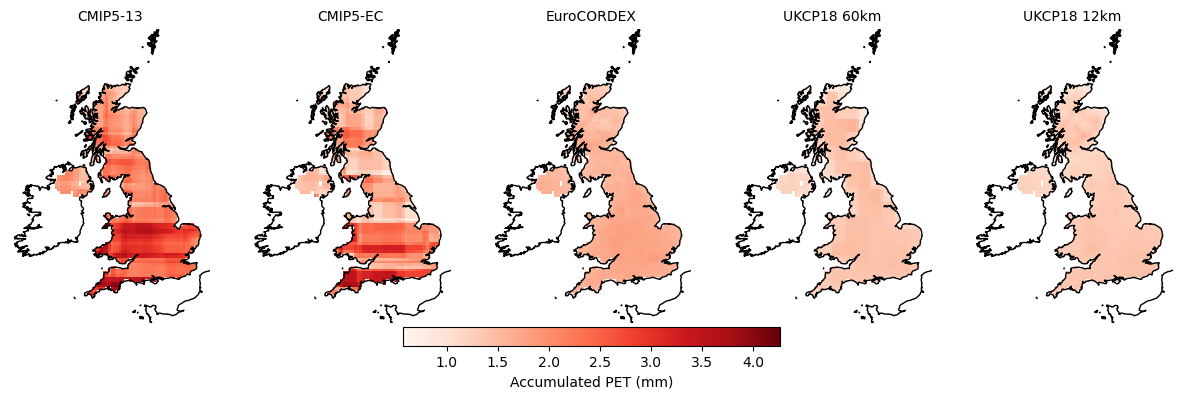 CMIP5-13
CMIP5-EC
EuroCORDEX
UKCP18 60km
UKCP18 12km
1.0 1.5 2.0 2.5 3.0 3.5 4.0
Accumulated PET (mm)